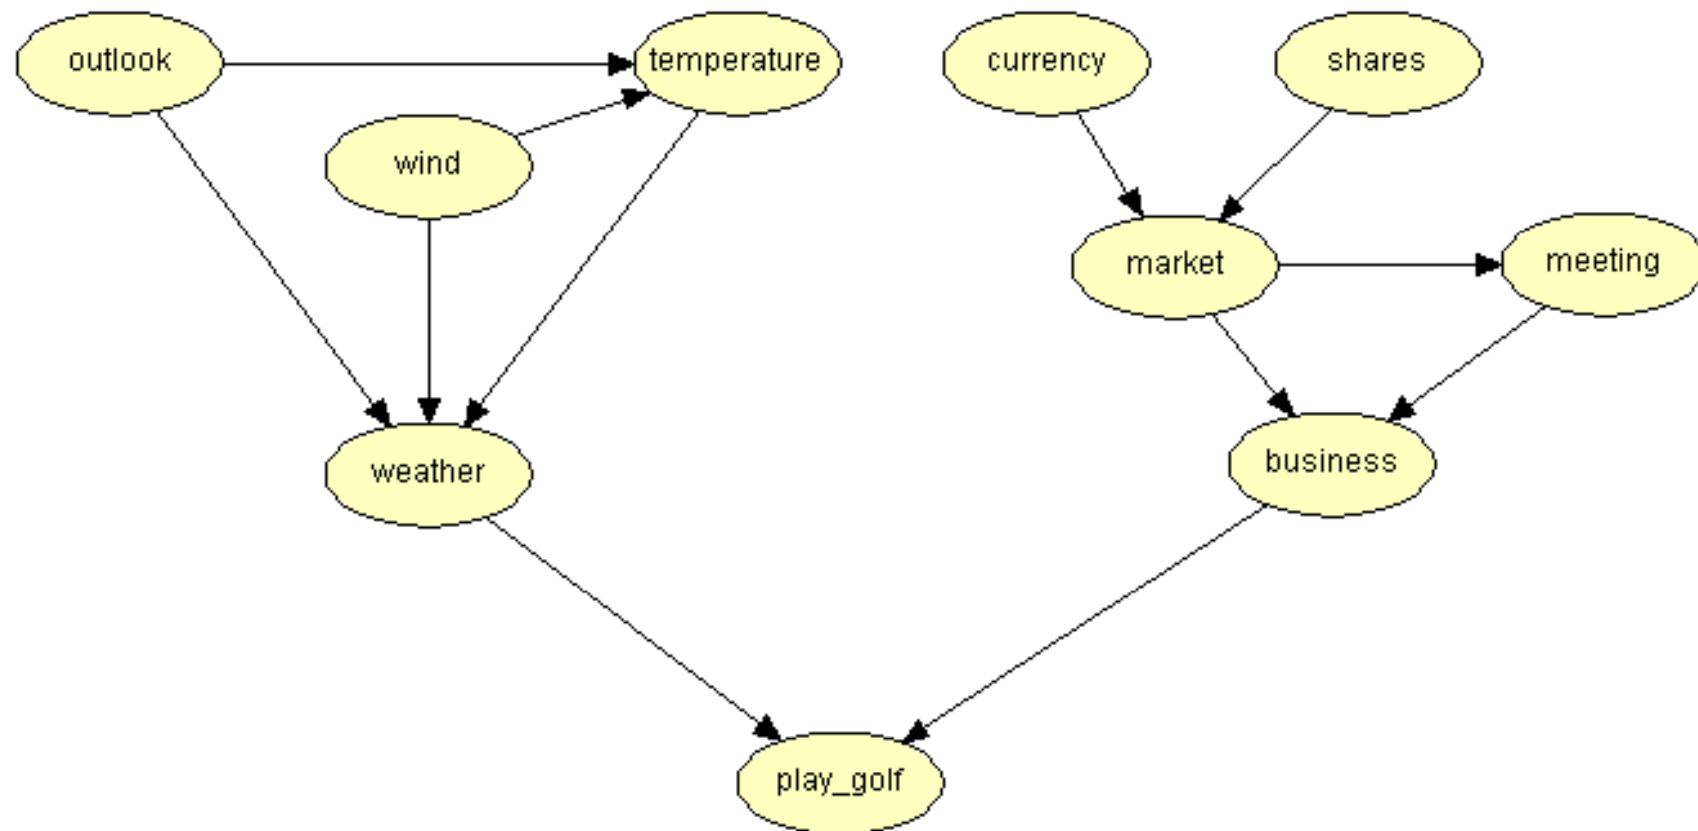 outlook
temperature
currency
shares
wind
market
meeting
weather
business
play_golf